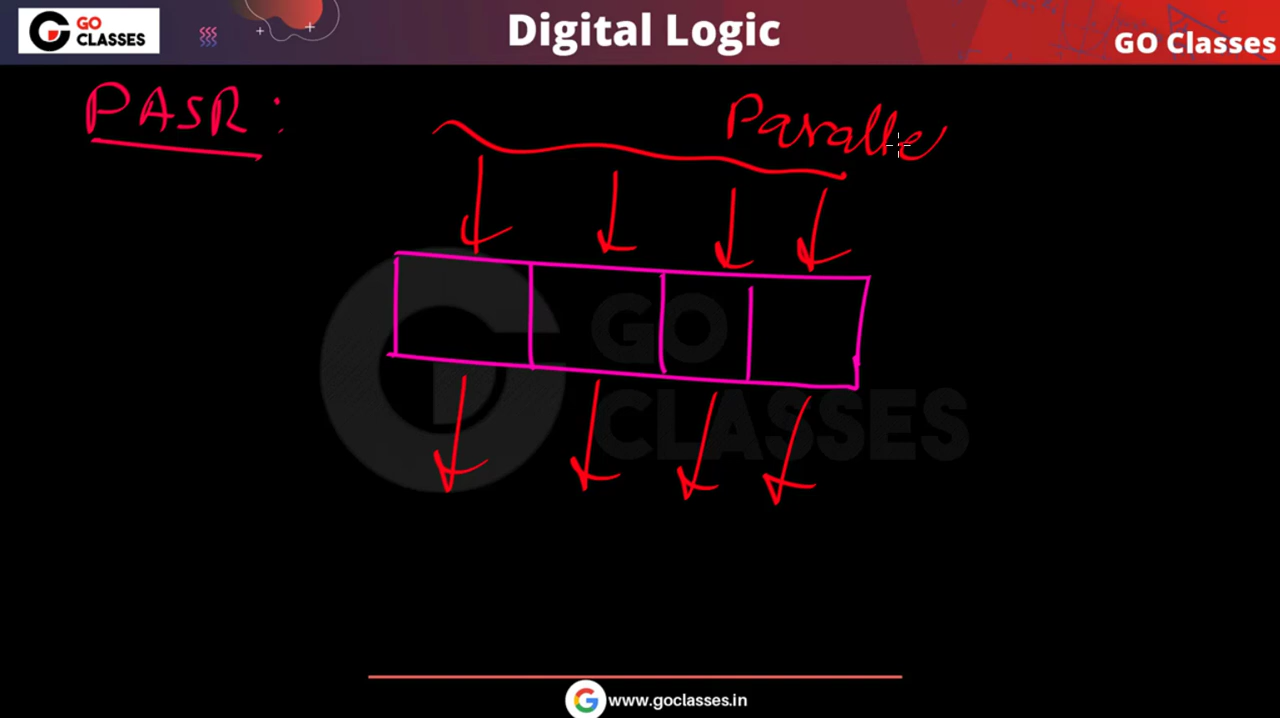 GO
CLASSES
Digital Logic
GO Classes
PASR:
Paralle
GO
CLASSES
www.goclasses.in